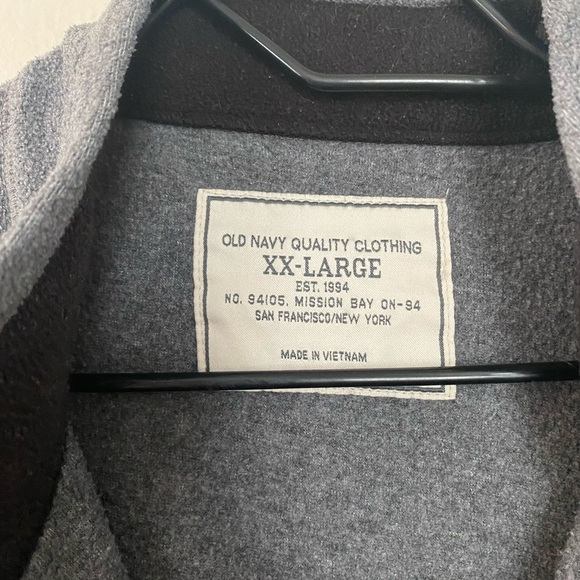 OLD NAVY QUALITY CLOTHING
XX-LARGE
EST. 1994
NO. 94105, MISSION BAY ON-94
SAN FRANCISCO/NEW YORK
MADE IN VIETNAM